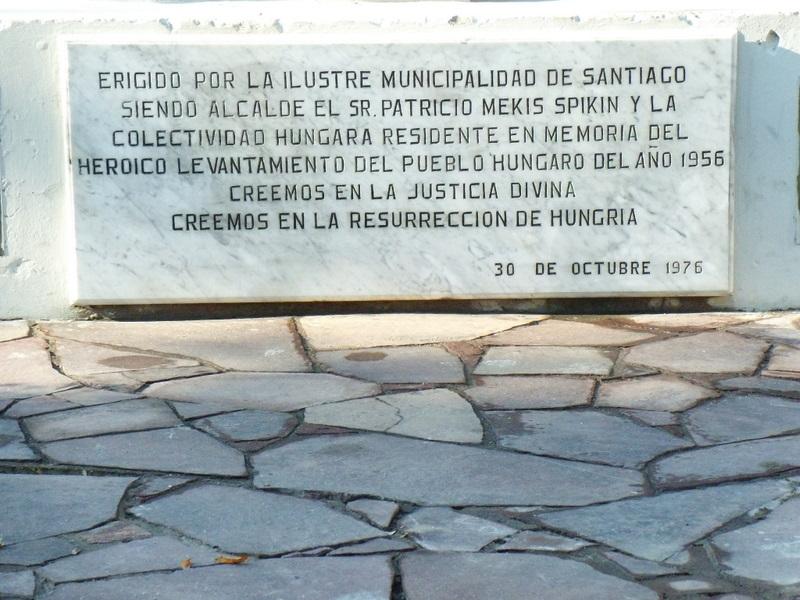 ERIGIDO POR LA ILUSTRE MUNICIPALIDAD DE SANTIAGO
SIENDO ALCALDE EL SR. PATRICIO MEKIS SPIKIN Y LA
COLECTIVIDAD HUNGARA RESIDENTE EN MEMORIA DEL
HEROICO LEVANTAMIENTO DEL PUEBLO HUNGARO DEL AÑO 1956
CREEMOS EN LA JUSTICIA DIVINA
CREEMOS EN LA RESURRECCION DE HUNGRIA
30 DE OCTUBRE 1976